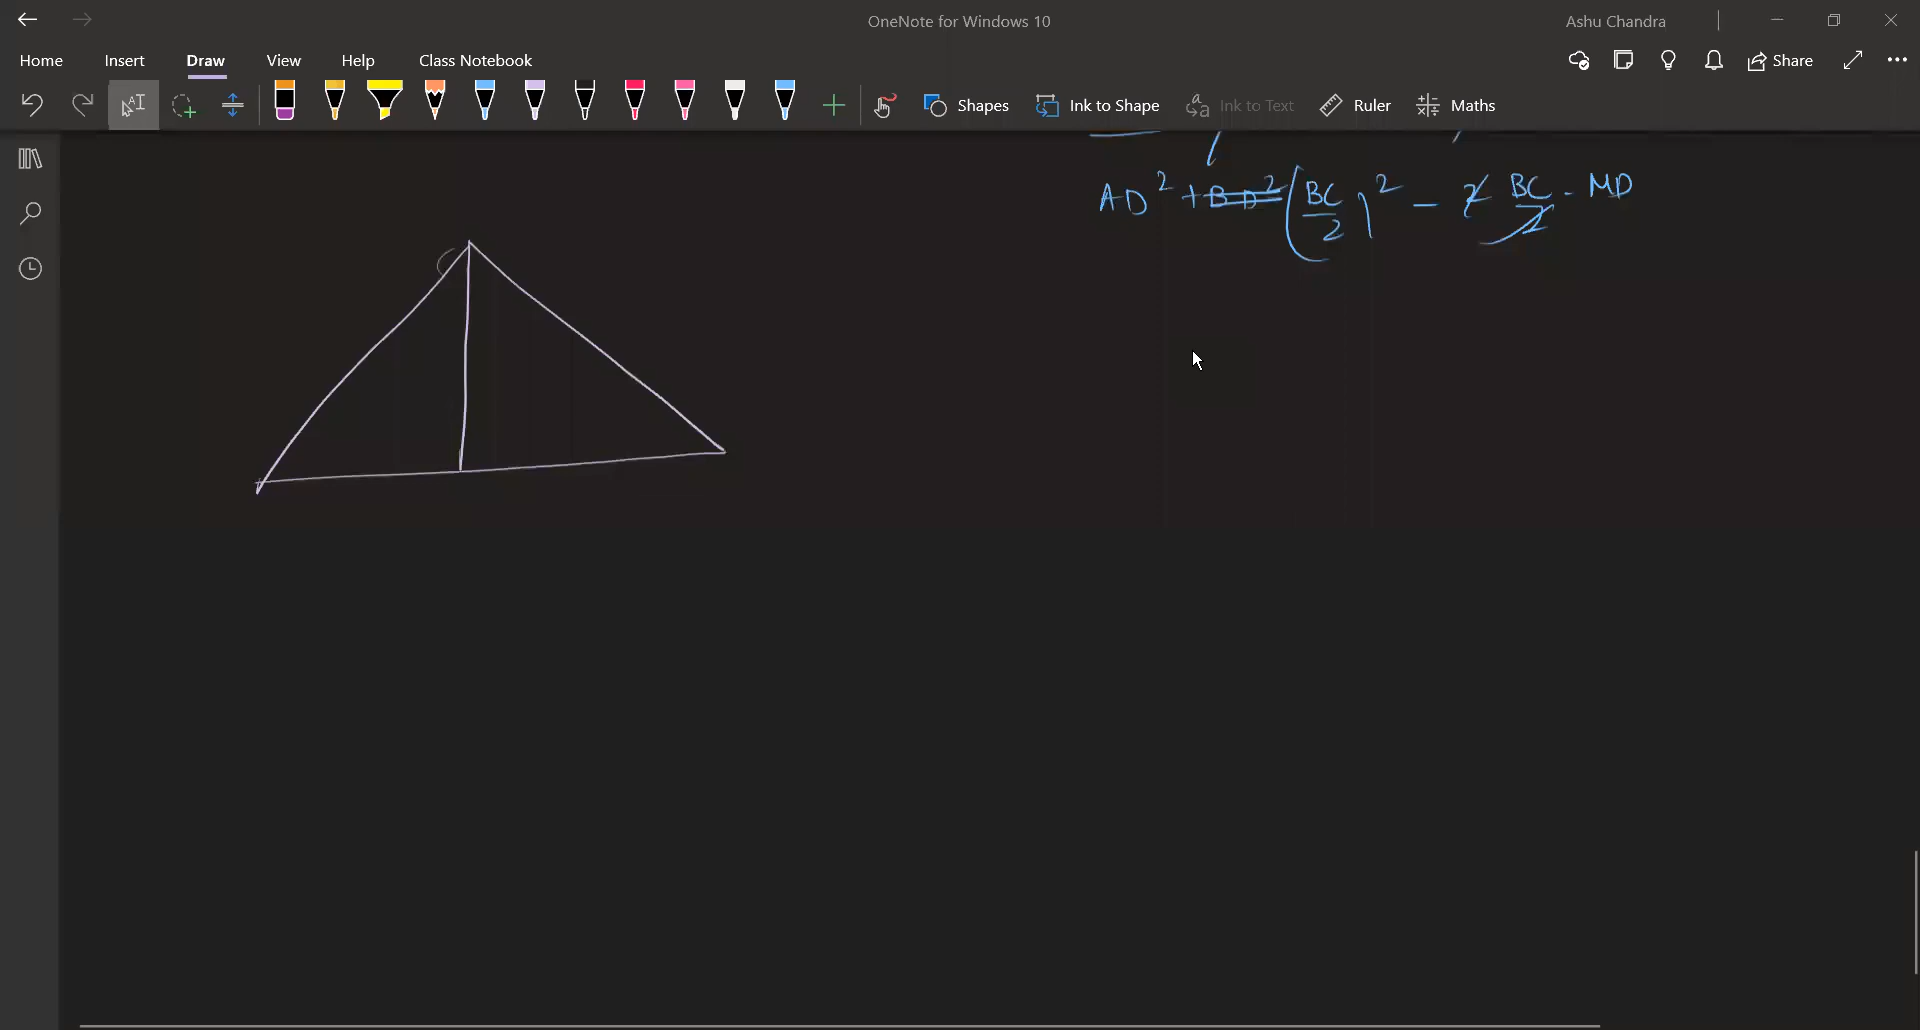 OneNote for Windows 10
Ashu Chandra
Home Insert Draw View Help Class Notebook
Share
Shapes Ink to Shape Ink to Text Ruler Maths
AD² + B̶D̶²̶ (BC/2)² - 2 BC/2 - MD